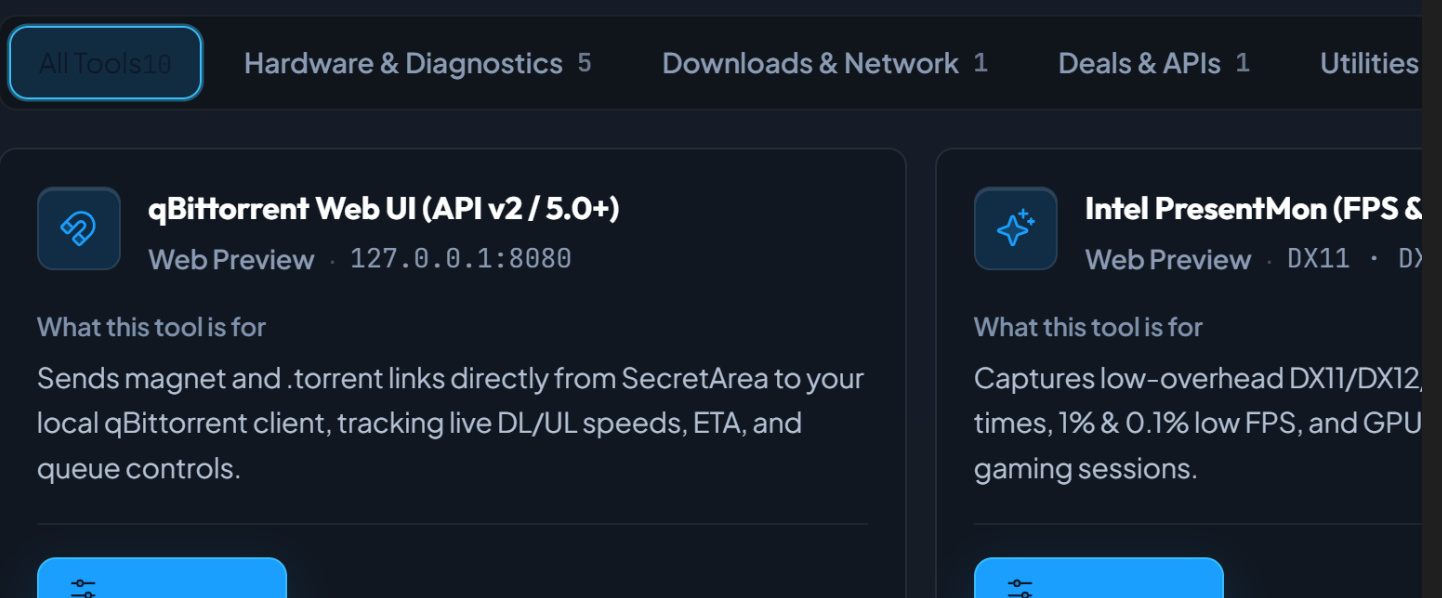 All Tools 10 Hardware & Diagnostics 5 Downloads & Network 1 Deals & APIs 1 Utilities
qBittorrent Web UI (API v2 / 5.0+)
Web Preview · 127.0.0.1:8080
What this tool is for
Sends magnet and .torrent links directly from SecretArea to your
local qBittorrent client, tracking live DL/UL speeds, ETA, and
queue controls.
Intel PresentMon (FPS &
Web Preview · DX11 · DX
What this tool is for
Captures low-overhead DX11/DX12/
times, 1% & 0.1% low FPS, and GPU
gaming sessions.